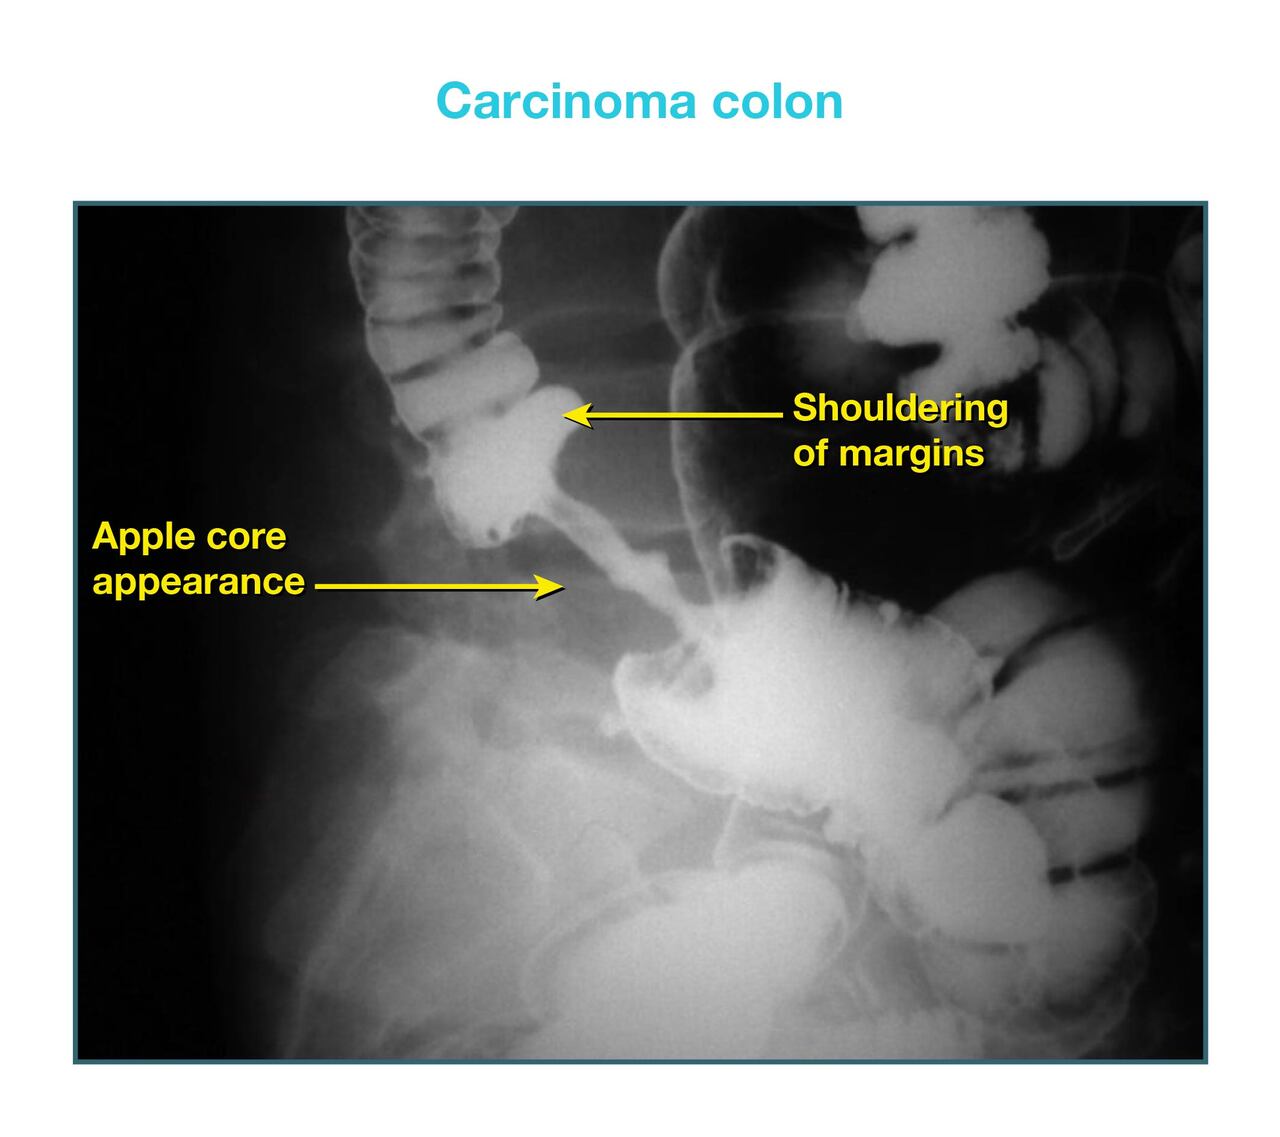 Carcinoma colon
Shouldering
of margins
Apple core
appearance